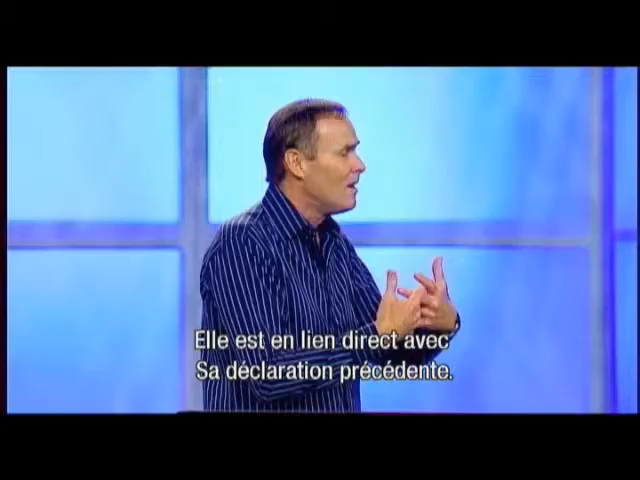 Elle est en lien direct avec
Sa déclaration précédente.